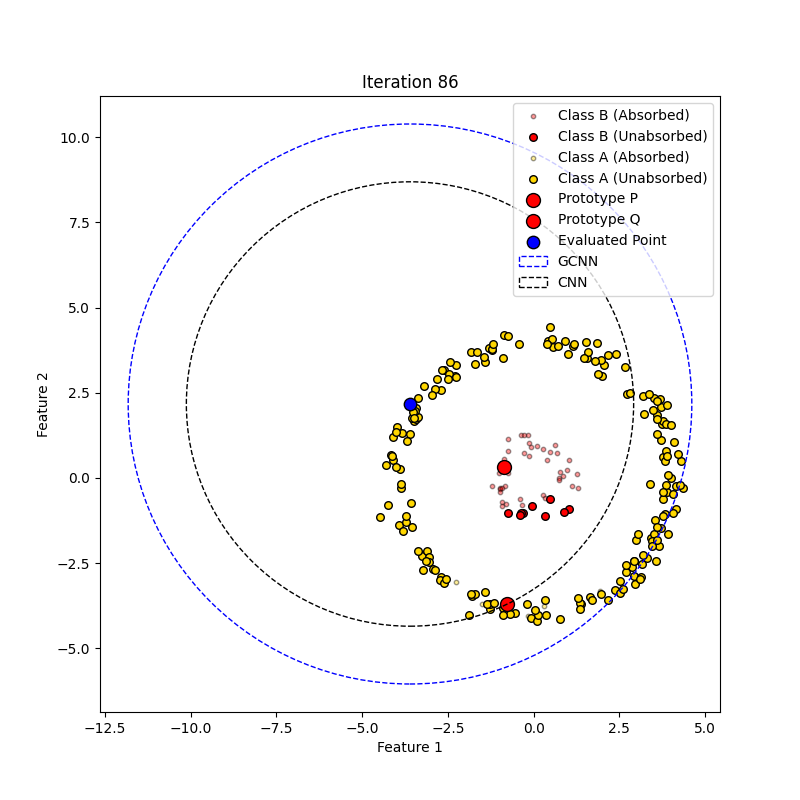 Iteration 86
Class B (Absorbed)
Class B (Unabsorbed)
Class A (Absorbed)
Class A (Unabsorbed)
Prototype P
Prototype Q
Evaluated Point
GCNN
CNN
10.0
7.5
5.0
2.5
0.0
−2.5
−5.0
Feature 2
−12.5 −10.0 −7.5 −5.0 −2.5 0.0 2.5 5.0
Feature 1